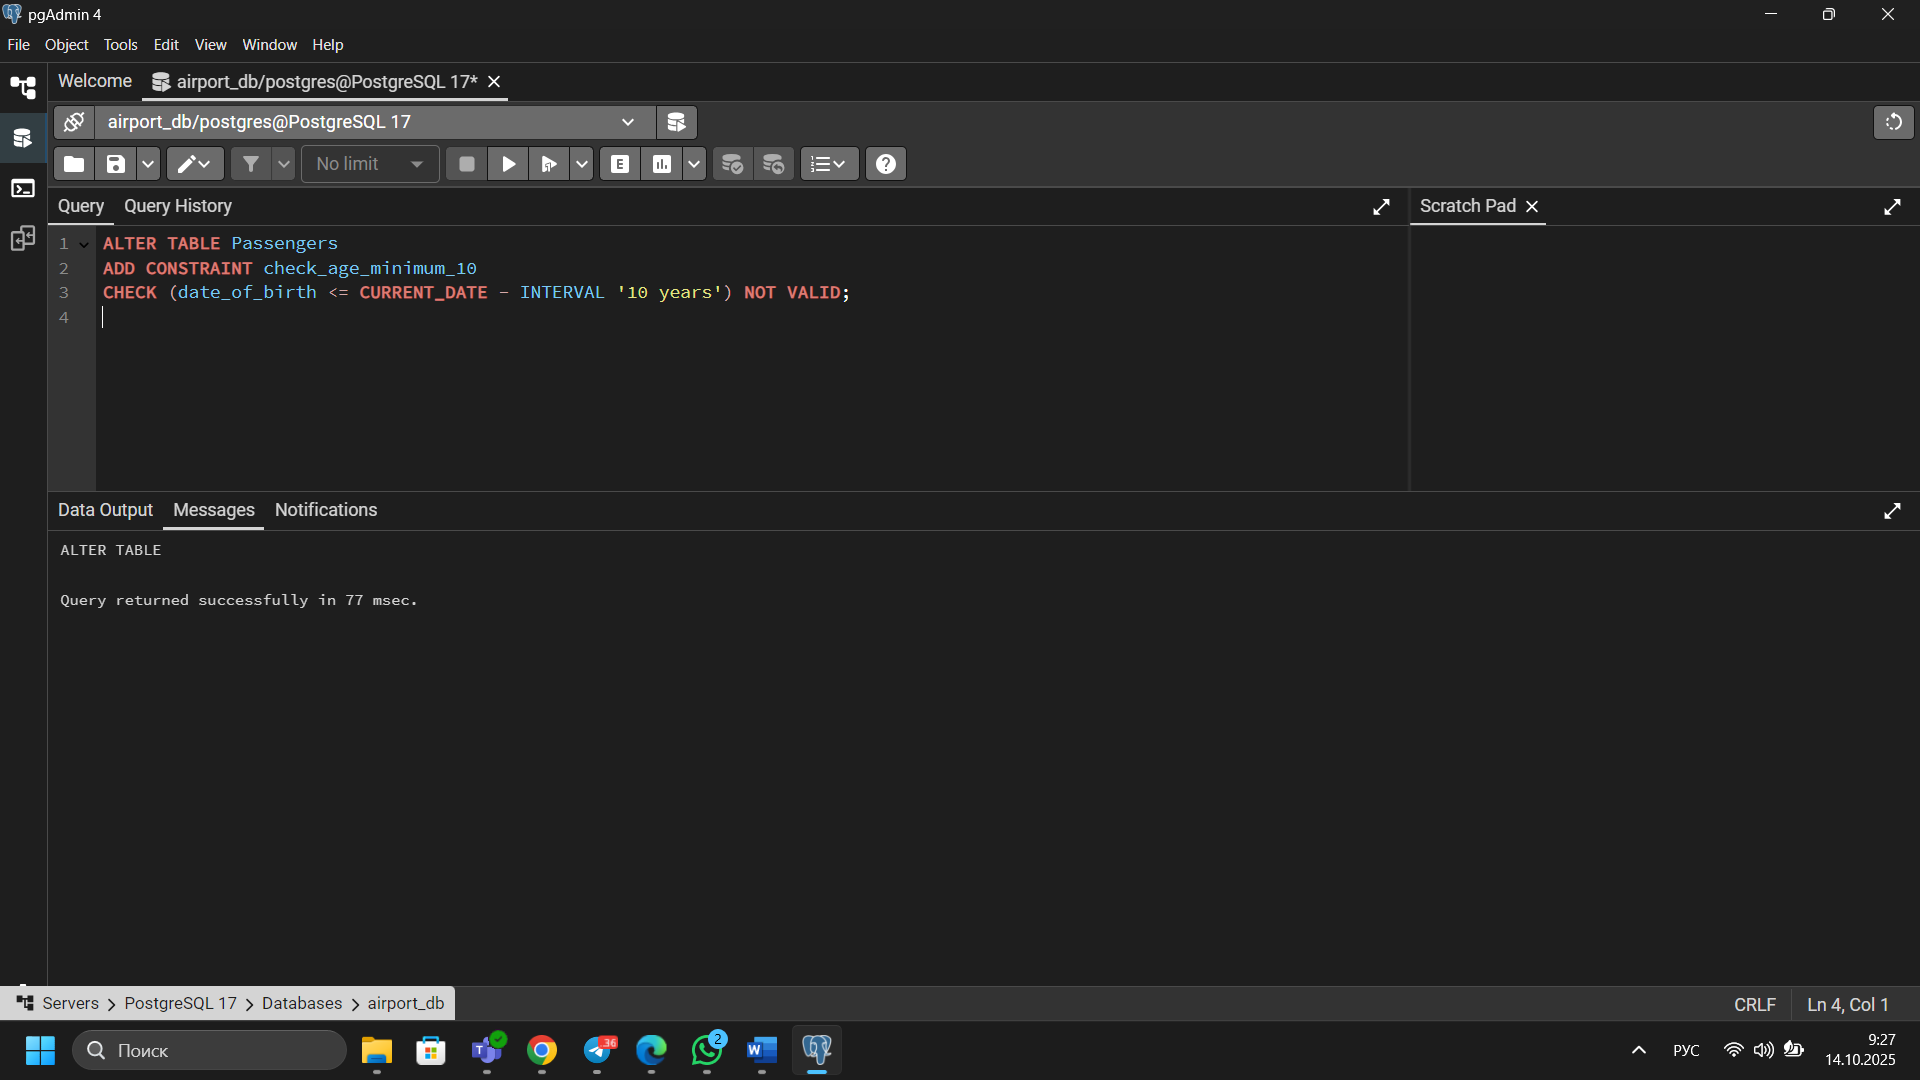 pgAdmin 4
File Object Tools Edit View Window Help
Welcome airport_db/postgres@PostgreSQL 17*
airport_db/postgres@PostgreSQL 17
No limit
E
Query Query History
Scratch Pad
1 ALTER TABLE Passengers
2 ADD CONSTRAINT check_age_minimum_10
3 CHECK (date_of_birth <= CURRENT_DATE - INTERVAL '10 years') NOT VALID;
4
Data Output Messages Notifications
ALTER TABLE
Query returned successfully in 77 msec.
Servers > PostgreSQL 17 > Databases > airport_db
CRLF Ln 4, Col 1
Поиск
36
2
РУС
9:27
14.10.2025